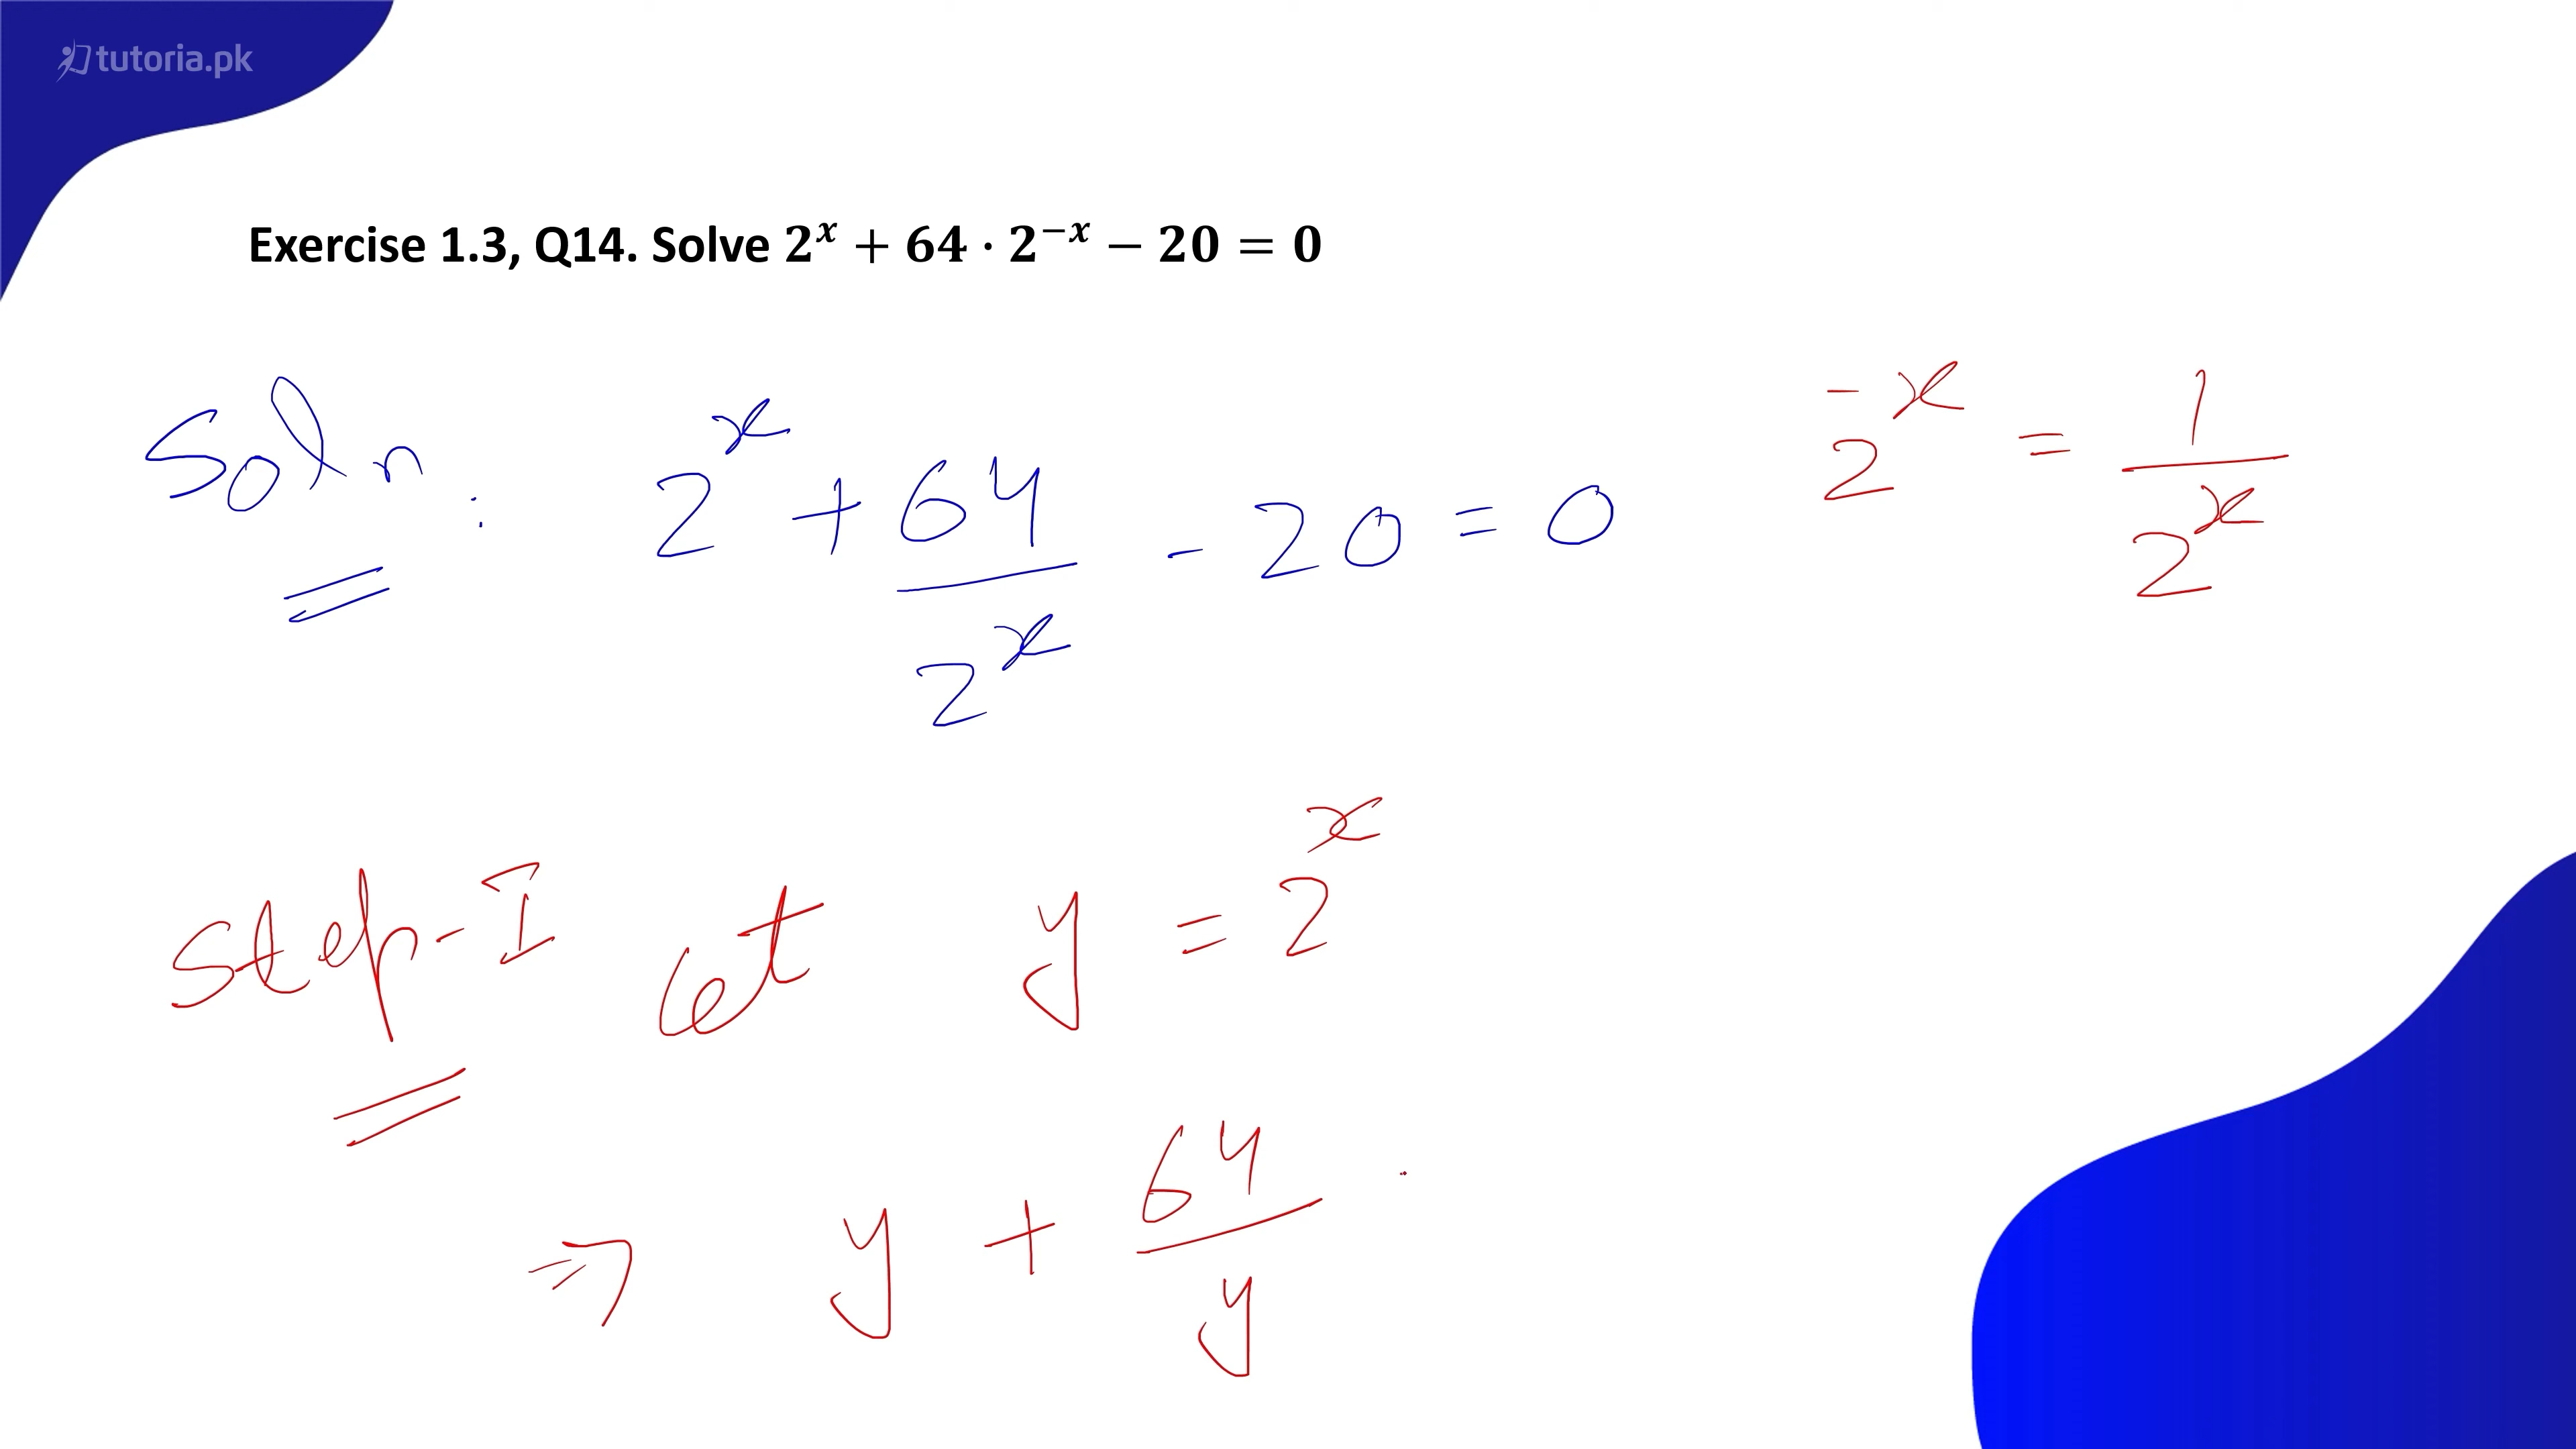 tutoria.pk
Exercise 1.3, Q14. Solve 2^x + 64 · 2^{-x} − 20 = 0
Soln: 2^x + 64/2^x - 20 = 0
2^{-x} = 1/2^x
Step-I let y = 2^x
⇒ y + 64/y